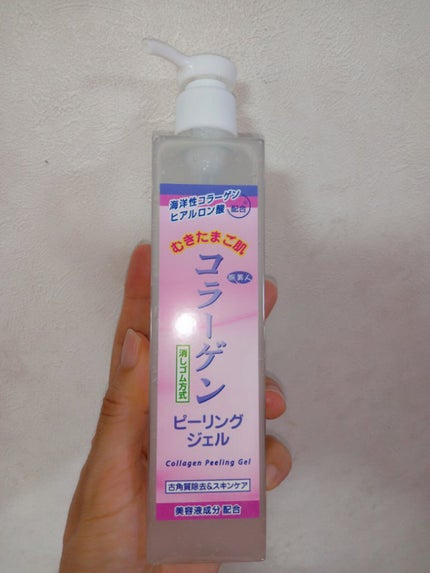 海洋性コラーゲン
ヒアルロン酸 配合
むきたまご肌
コラーゲン
消しゴム方式
ピーリング
ジェル
Collagen Peeling Gel
古角質除去&スキンケア
美容液成分 配合